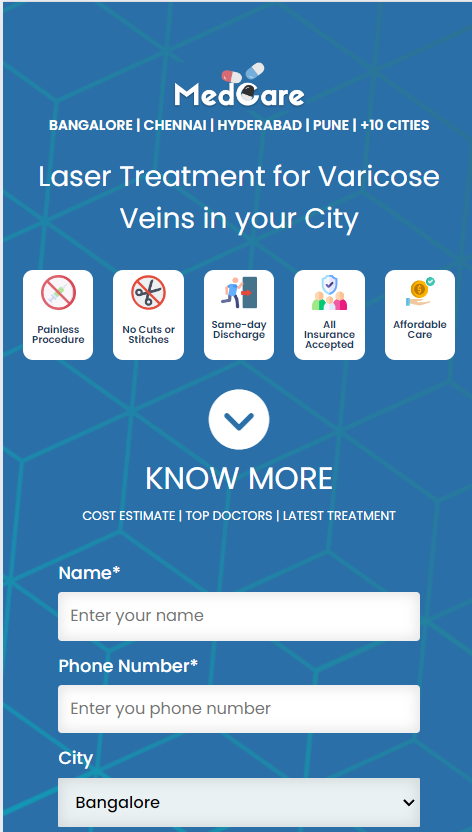 MedCare
BANGALORE | CHENNAI | HYDERABAD | PUNE | +10 CITIES
Laser Treatment for Varicose
Veins in your City
Painless
Procedure
No Cuts or
Stitches
Same-day
Discharge
All
Insurance
Accepted
Affordable
Care
KNOW MORE
COST ESTIMATE | TOP DOCTORS | LATEST TREATMENT
Name*
Enter your name
Phone Number*
Enter you phone number
City
Bangalore